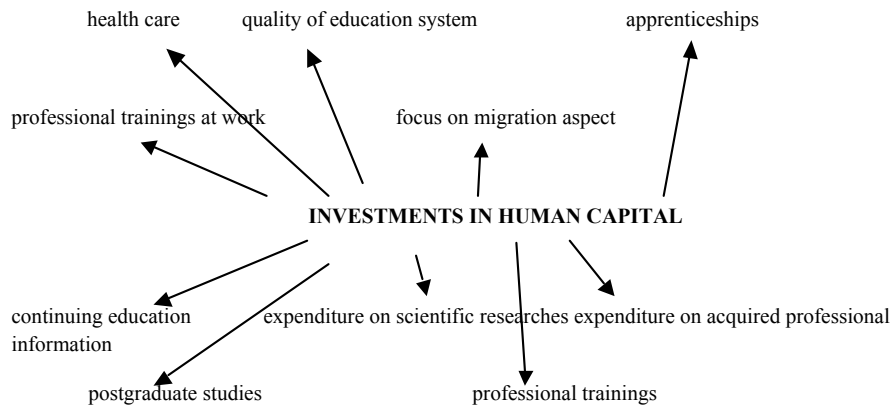 health care quality of education system apprenticeships
professional trainings at work focus on migration aspect
INVESTMENTS IN HUMAN CAPITAL
continuing education expenditure on scientific researches expenditure on acquired professional
information
postgraduate studies professional trainings